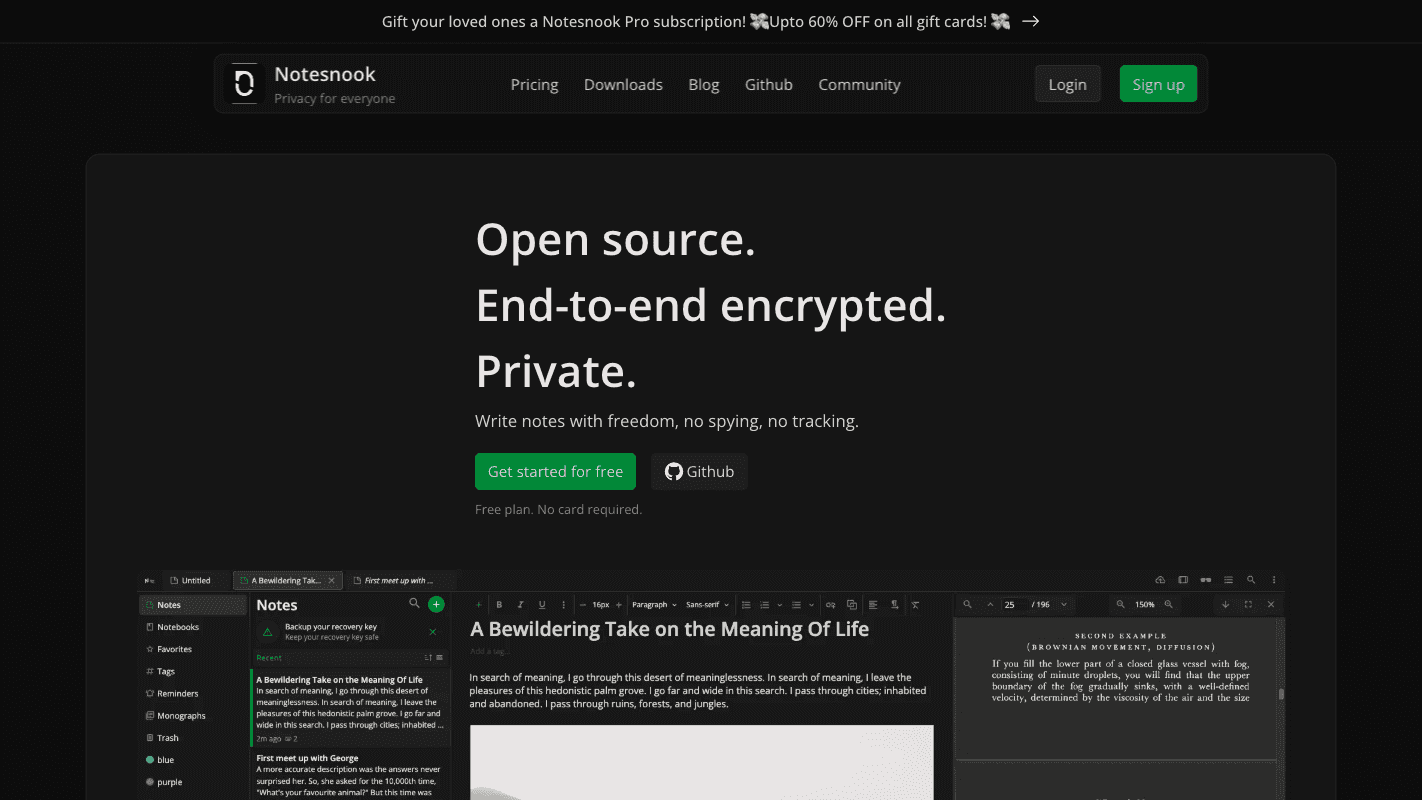 Gift your loved ones a Notesnook Pro subscription! 💸Upto 60% OFF on all gift cards! 💸 →
Notesnook
Privacy for everyone
Pricing
Downloads
Blog
Github
Community
Login
Sign up
Open source.
End-to-end encrypted.
Private.
Write notes with freedom, no spying, no tracking.
Get started for free
Github
Free plan. No card required.
Untitled
A Bewildering Tak...
First meet up with ...
Notes
Notebooks
Favorites
Tags
Reminders
Monographs
Trash
blue
purple
Notes
Backup your recovery key
Keep your recovery key safe
Recent
A Bewildering Take on the Meaning Of Life
In search of meaning, I go through this desert of
meaninglessness. In search of meaning, I leave the
pleasures of this hedonistic palm grove. I go far and
wide in this search. I pass through cities; inhabited ...
2m ago 2
First meet up with George
A more accurate description was the answers never
surprised her. So, she asked for the 10,000th time,
"What's your favourite animal?" But this time was
B I U 16px Paragraph Sans-serif
A Bewildering Take on the Meaning Of Life
Add a tag...
In search of meaning, I go through this desert of meaninglessness. In search of meaning, I leave the
pleasures of this hedonistic palm grove. I go far and wide in this search. I pass through cities; inhabited
and abandoned. I pass through ruins, forests, and jungles.
25 / 196 150%
SECOND EXAMPLE
(BROWNIAN MOVEMENT, DIFFUSION)
If you fill the lower part of a closed glass vessel with fog,
consisting of minute droplets, you will find that the upper
boundary of the fog gradually sinks, with a well-defined
velocity, determined by the viscosity of the air and the size